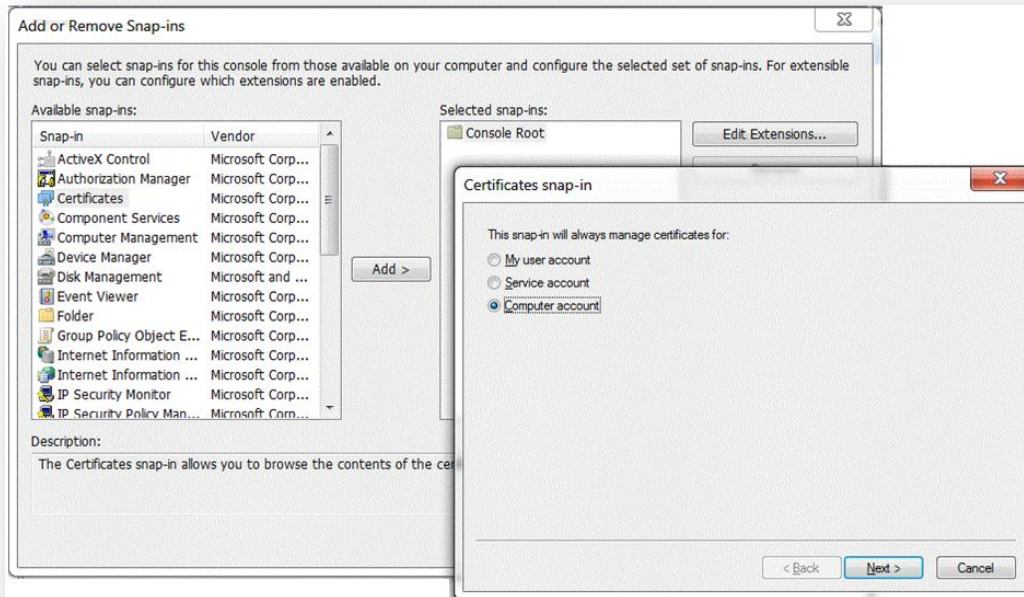 Add or Remove Snap-ins
You can select snap-ins for this console from those available on your computer and configure the selected set of snap-ins. For extensible
snap-ins, you can configure which extensions are enabled.
Available snap-ins:
Snap-in Vendor
ActiveX Control Microsoft Corp...
Authorization Manager Microsoft Corp...
Certificates Microsoft Corp...
Component Services Microsoft Corp...
Computer Management Microsoft Corp...
Device Manager Microsoft Corp...
Disk Management Microsoft and ...
Event Viewer Microsoft Corp...
Folder Microsoft Corp...
Group Policy Object E... Microsoft Corp...
Internet Information ... Microsoft Corp...
Internet Information ... Microsoft Corp...
IP Security Monitor Microsoft Corp...
IP Security Policy Man... Microsoft Corp...
Add >
Selected snap-ins:
Console Root
Edit Extensions...
Description:
The Certificates snap-in allows you to browse the contents of the cer
Certificates snap-in
This snap-in will always manage certificates for:
My user account
Service account
Computer account
< Back Next > Cancel